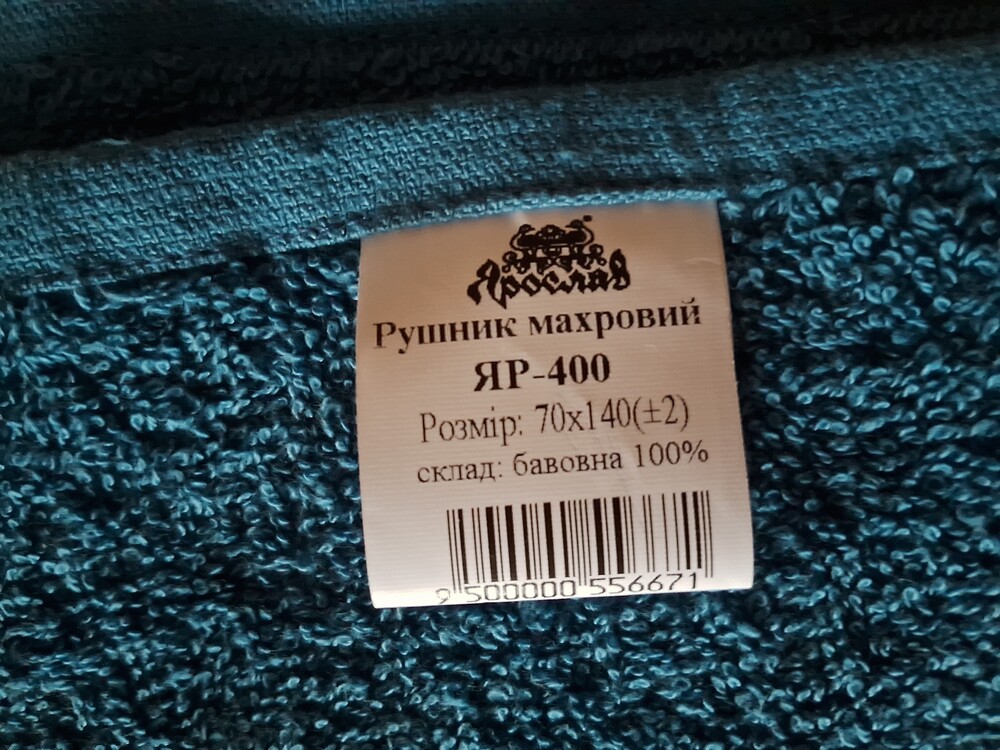 Ярослав
Рушник махровий
ЯР-400
Розмір: 70х140(±2)
склад: бавовна 100%
9 500000 556671